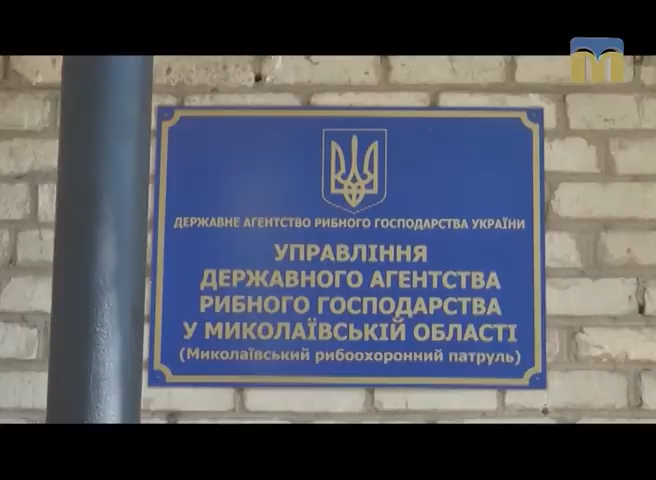 ДЕРЖАВНЕ АГЕНТСТВО РИБНОГО ГОСПОДАРСТВА УКРАЇНИ
УПРАВЛІННЯ
ДЕРЖАВНОГО АГЕНТСТВА
РИБНОГО ГОСПОДАРСТВА
У МИКОЛАЇВСЬКІЙ ОБЛАСТІ
(Миколаївський рибоохоронний патруль)